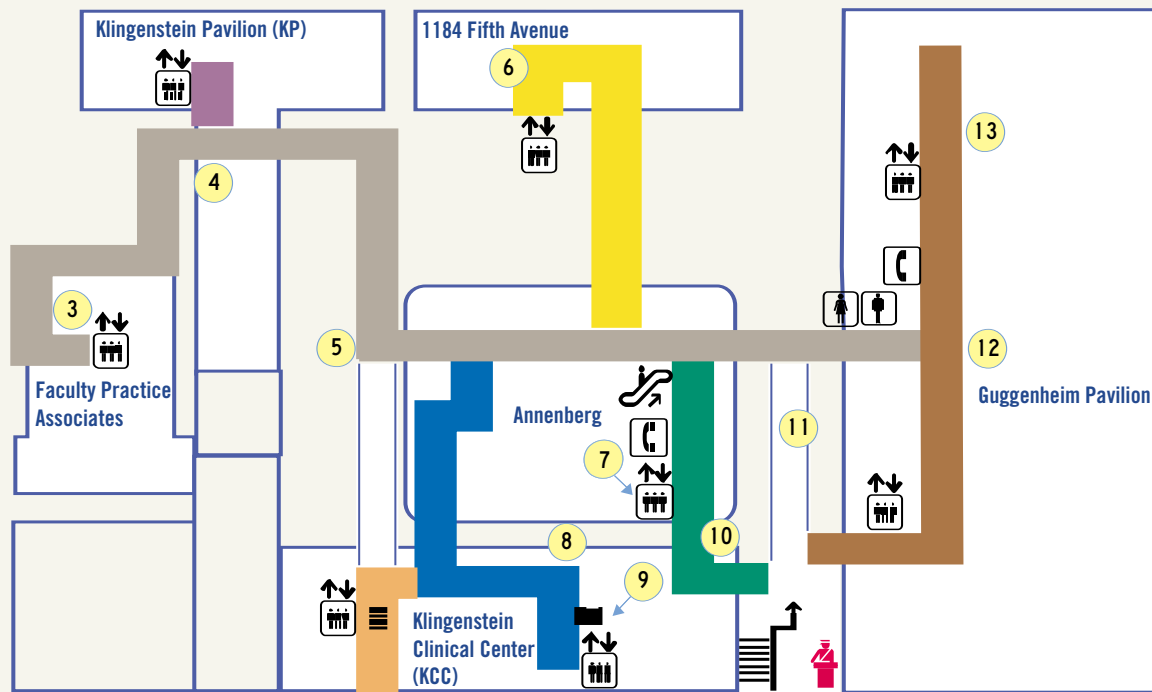 Klingenstein Pavilion (KP)
1184 Fifth Avenue
6
13
4
3
5
12
Faculty Practice
Associates
Annenberg
Guggenheim Pavilion
11
7
8
10
9
Klingenstein
Clinical Center
(KCC)